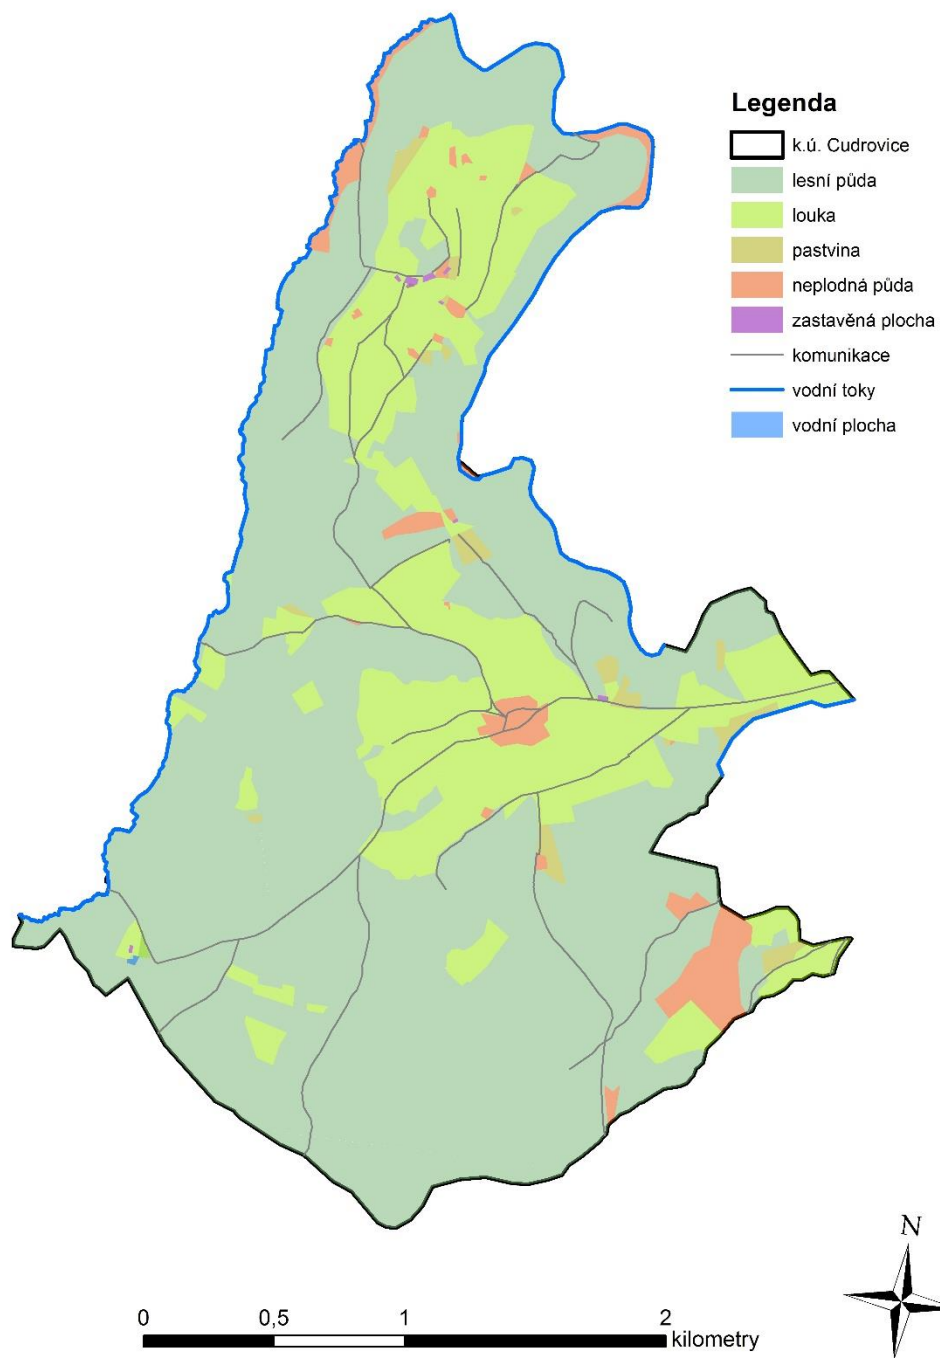 Legenda
k.ú. Cudrovice
lesní půda
louka
pastvina
neplodná půda
zastavěná plocha
komunikace
vodní toky
vodní plocha
N
0 0,5 1 2
kilometry